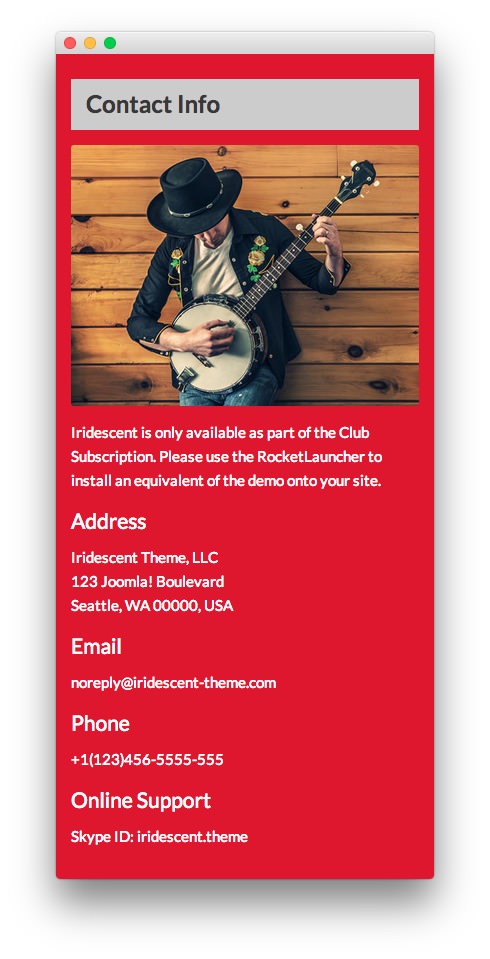 Contact Info
Iridescent is only available as part of the Club
Subscription. Please use the RocketLauncher to
install an equivalent of the demo onto your site.
Address
Iridescent Theme, LLC
123 Joomla! Boulevard
Seattle, WA 00000, USA
Email
noreply@iridescent-theme.com
Phone
+1(123)456-5555-555
Online Support
Skype ID: iridescent.theme